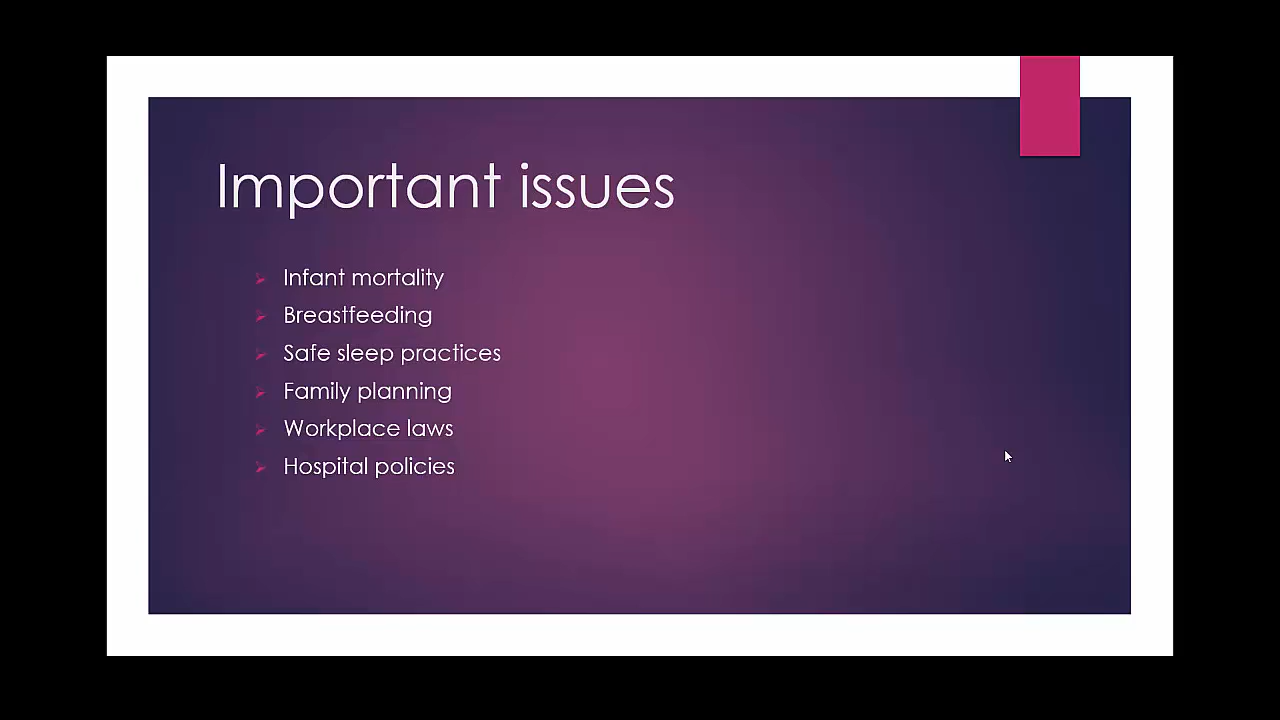 Important issues
Infant mortality
Breastfeeding
Safe sleep practices
Family planning
Workplace laws
Hospital policies